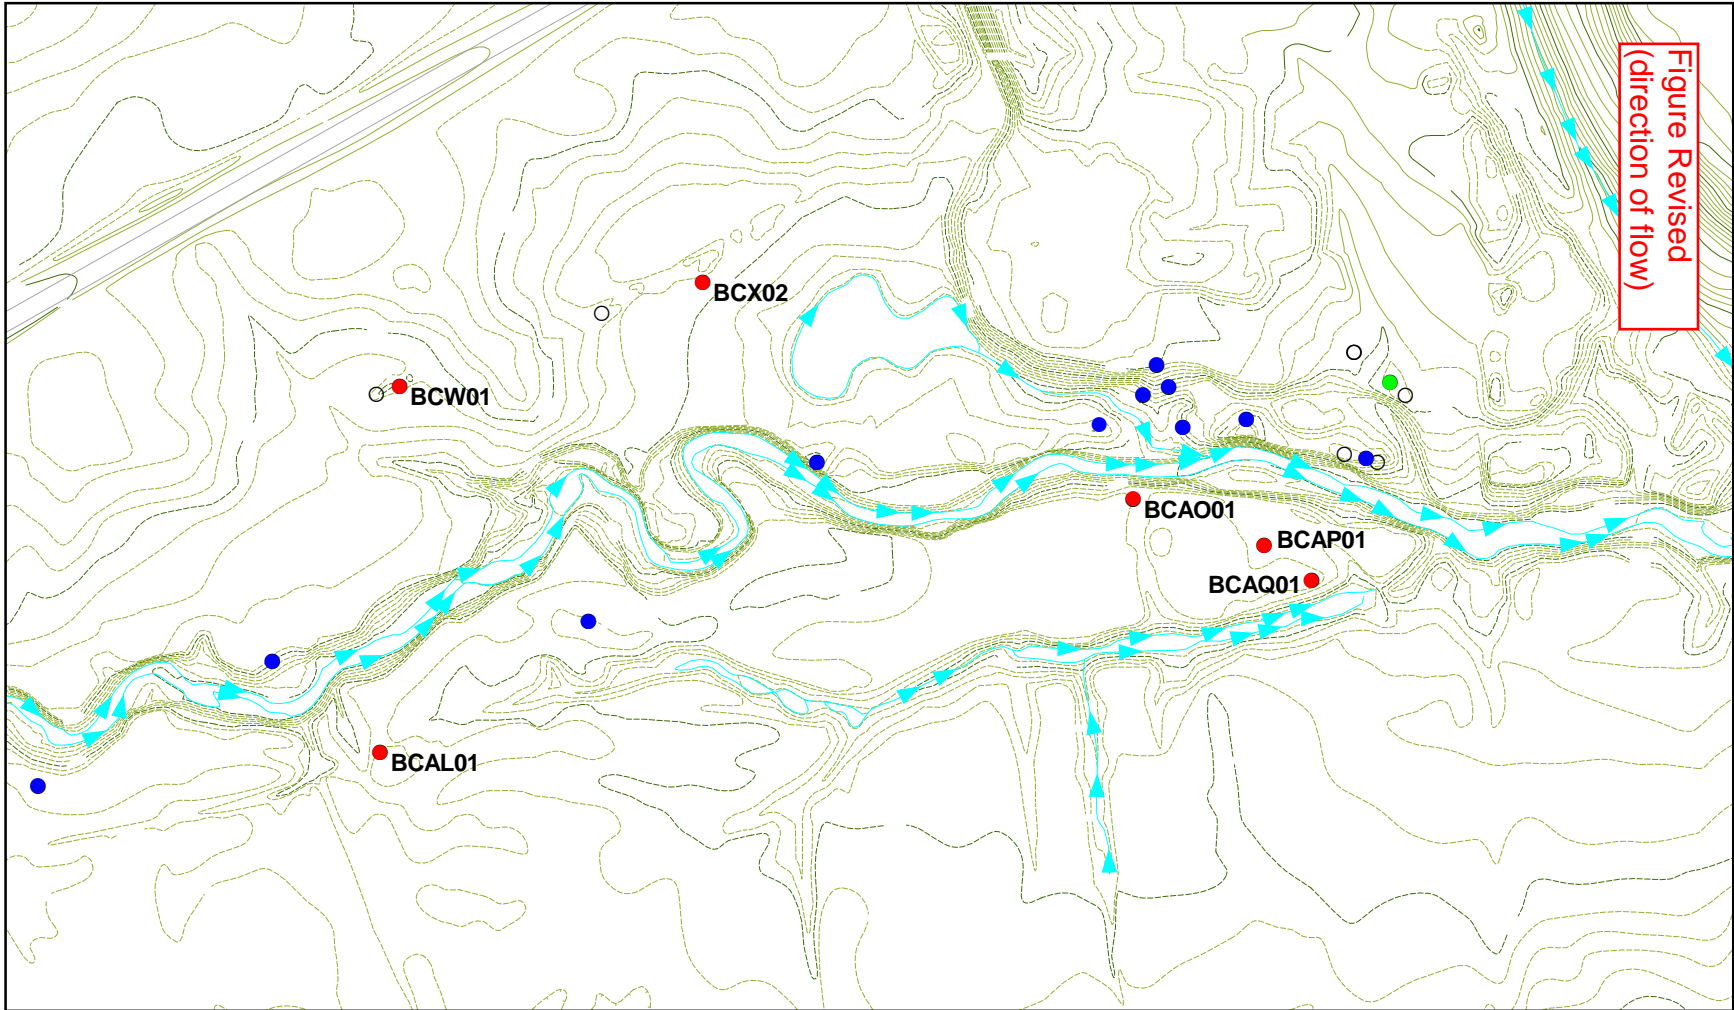 Figure Revised
(direction of flow)
BCX02
BCW01
BCAO01
BCAP01
BCAQ01
BCAL01